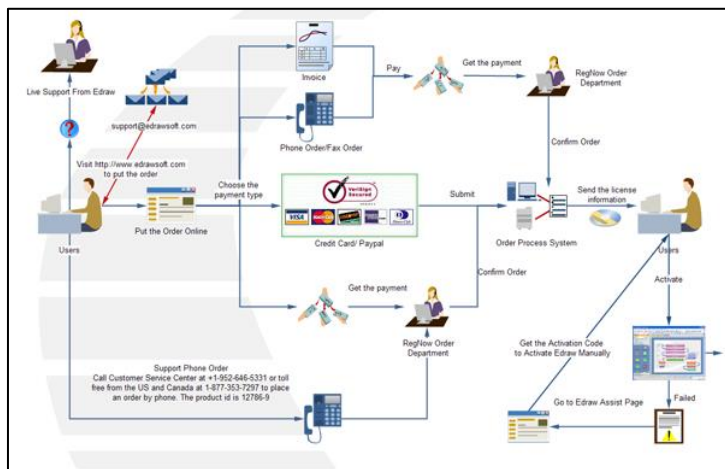 Live Support From Edraw
support@edrawsoft.com
Visit http://www.edrawsoft.com
to put the order
Users
Put the Order Online
Choose the
payment type
Invoice
Phone Order/Fax Order
Pay
Get the payment
RegNow Order
Department
Confirm Order
VeriSign
Secured
VISA
MasterCard
Credit Card/ Paypal
Submit
Order Process System
Send the license
information
Users
Activate
Get the payment
RegNow Order
Department
Confirm Order
Get the Activation Code
to Activate Edraw Manually
Go to Edraw Assist Page
Failed
Support Phone Order
Call Customer Service Center at +1-952-646-5331 or toll
free from the US and Canada at 1-877-353-7297 to place
an order by phone. The product id is 12786-9